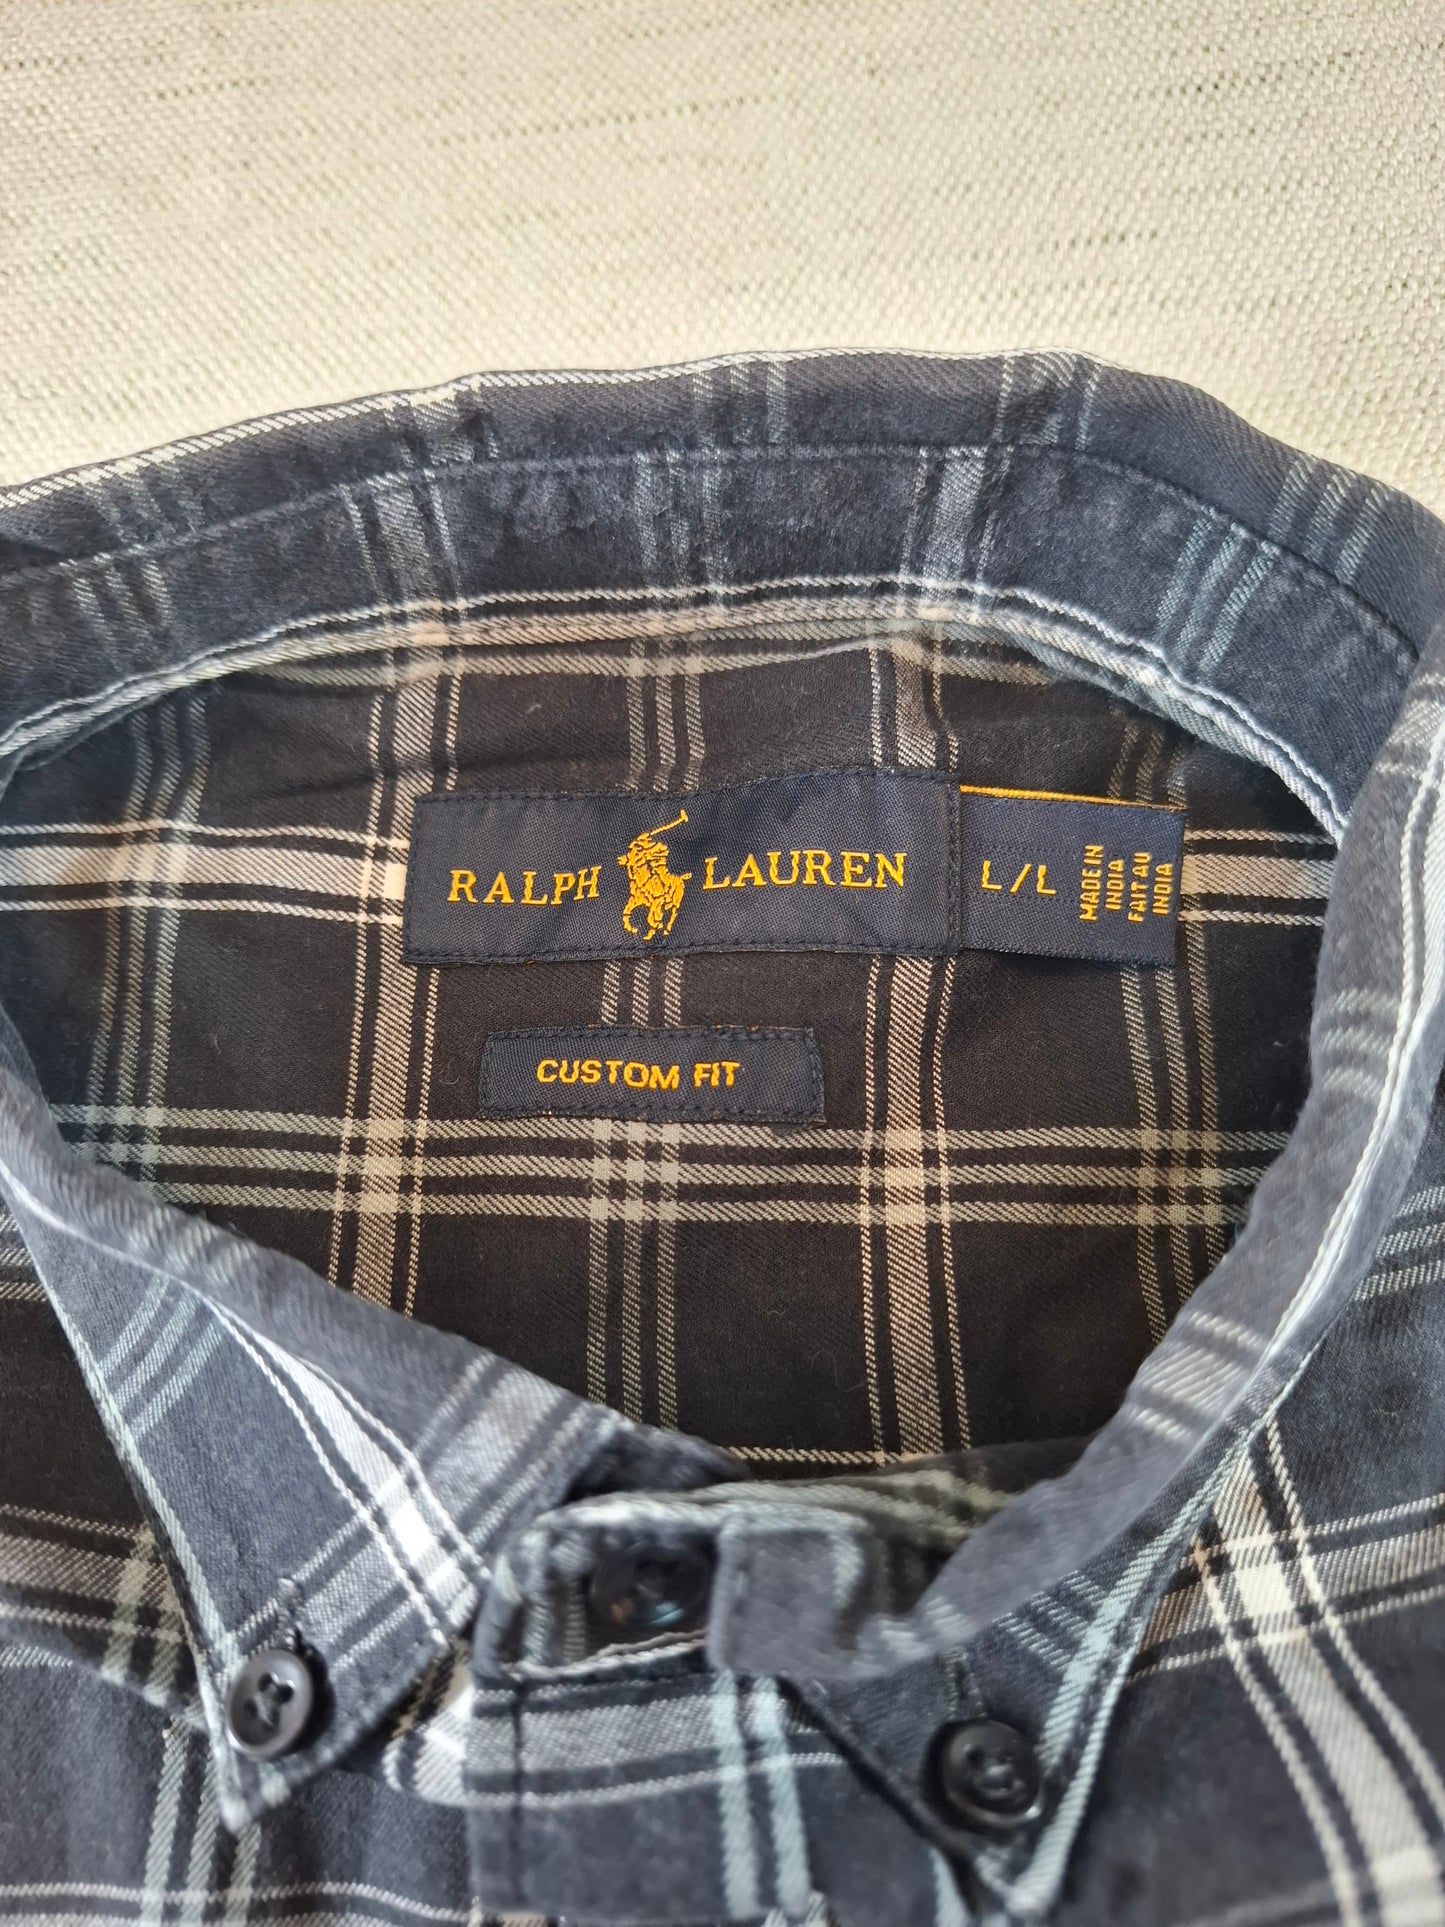 RALPH LAUREN
L/L
MADE IN
INDIA
FAIT AU
INDIA
CUSTOM FIT